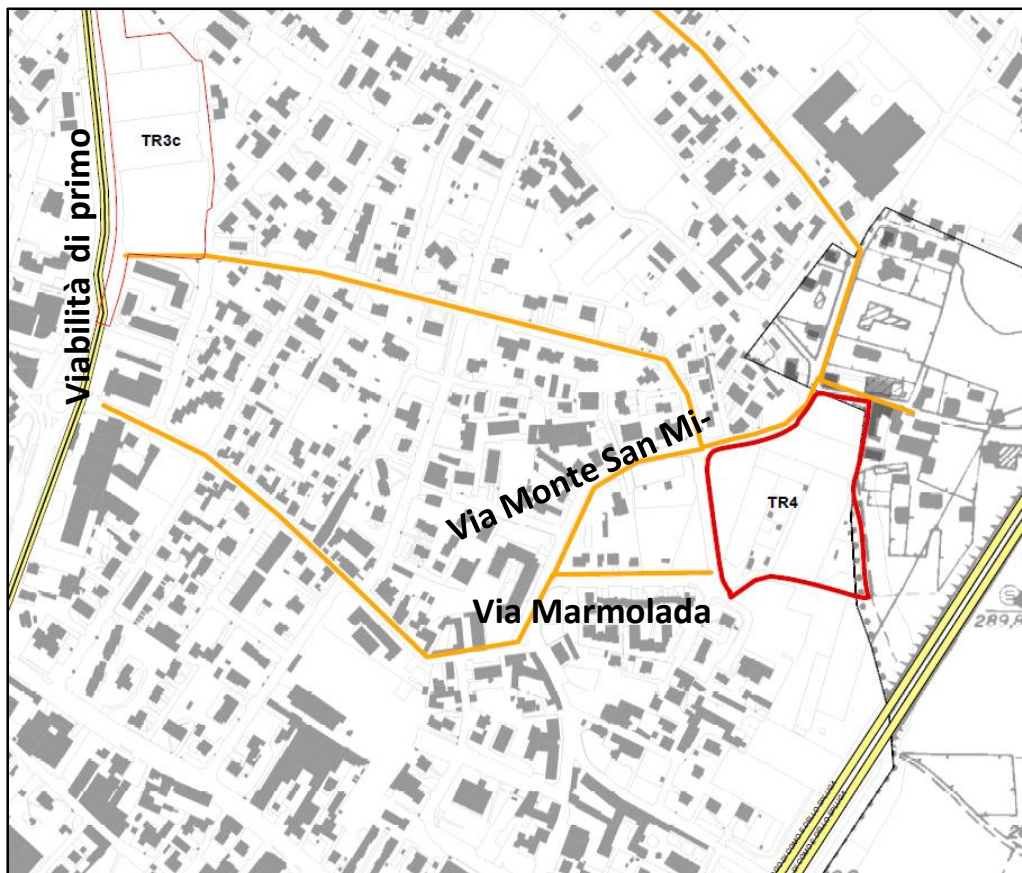 TR3c
Viabilità di primo
Via Monte San Mi-
TR4
Via Marmolada
S
289,8